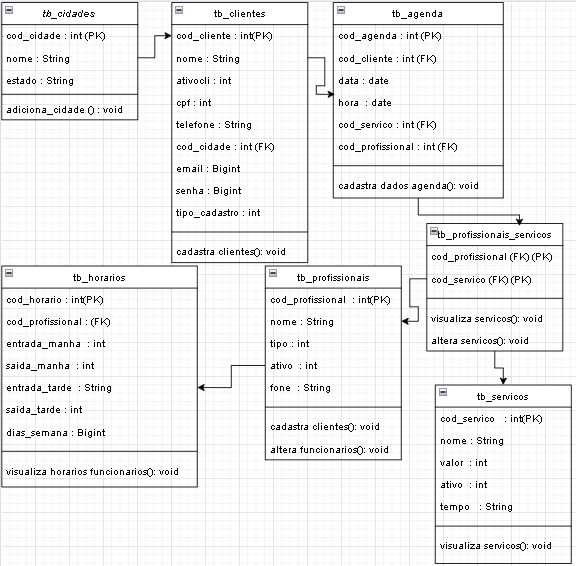 tb_cidades
cod_cidade : int (PK)
nome : String
estado : String
adiciona_cidade () : void
tb_clientes
cod_cliente : int(PK)
nome : String
ativocli : int
cpf : int
telefone : String
cod_cidade : int (FK)
email : Bigint
senha : Bigint
tipo_cadastro : int
cadastra clientes(): void
tb_agenda
cod_agenda : int (PK)
cod_cliente : int (FK)
data : date
hora : date
cod_servico : int (FK)
cod_profissional : int (FK)
cadastra dados agenda(): void
tb_profissionais_servicos
cod_profissional (FK) (PK)
cod_servico (FK) (PK)
visualiza servicos(): void
altera servicos(): void
tb_horarios
cod_horario : int(PK)
cod_profissional : (FK)
entrada_manha : int
saida_manha : int
entrada_tarde : String
saida_tarde : int
dias_semana : Bigint
visualiza horarios funcionarios(): void
tb_profissionais
cod_profissional : int(PK)
nome : String
tipo : int
ativo : int
fone : String
cadastra clientes(): void
altera funcionarios(): void
tb_servicos
cod_servico : int(PK)
nome : String
valor : int
ativo : int
tempo : String
visualiza servicos(): void